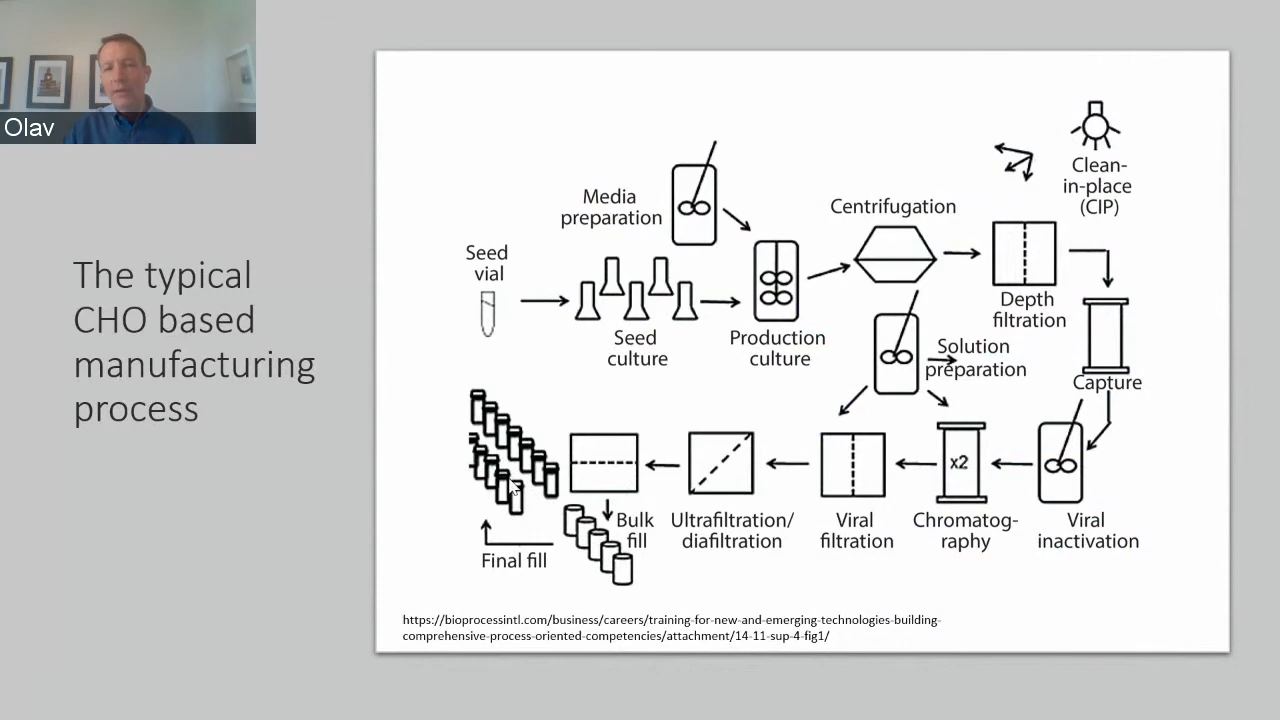 Olav
The typical
CHO based
manufacturing
process
Clean-
in-place
(CIP)
Media
preparation
Centrifugation
Seed
vial
Seed
culture
Production
culture
Depth
filtration
Solution
preparation
Capture
x2
Final fill
Bulk
fill
Ultrafiltration/
diafiltration
Viral
filtration
Chromatog-
raphy
Viral
inactivation
https://bioprocessintl.com/business/careers/training-for-new-and-emerging-technologies-building-
comprehensive-process-oriented-competencies/attachment/14-11-sup-4-fig1/